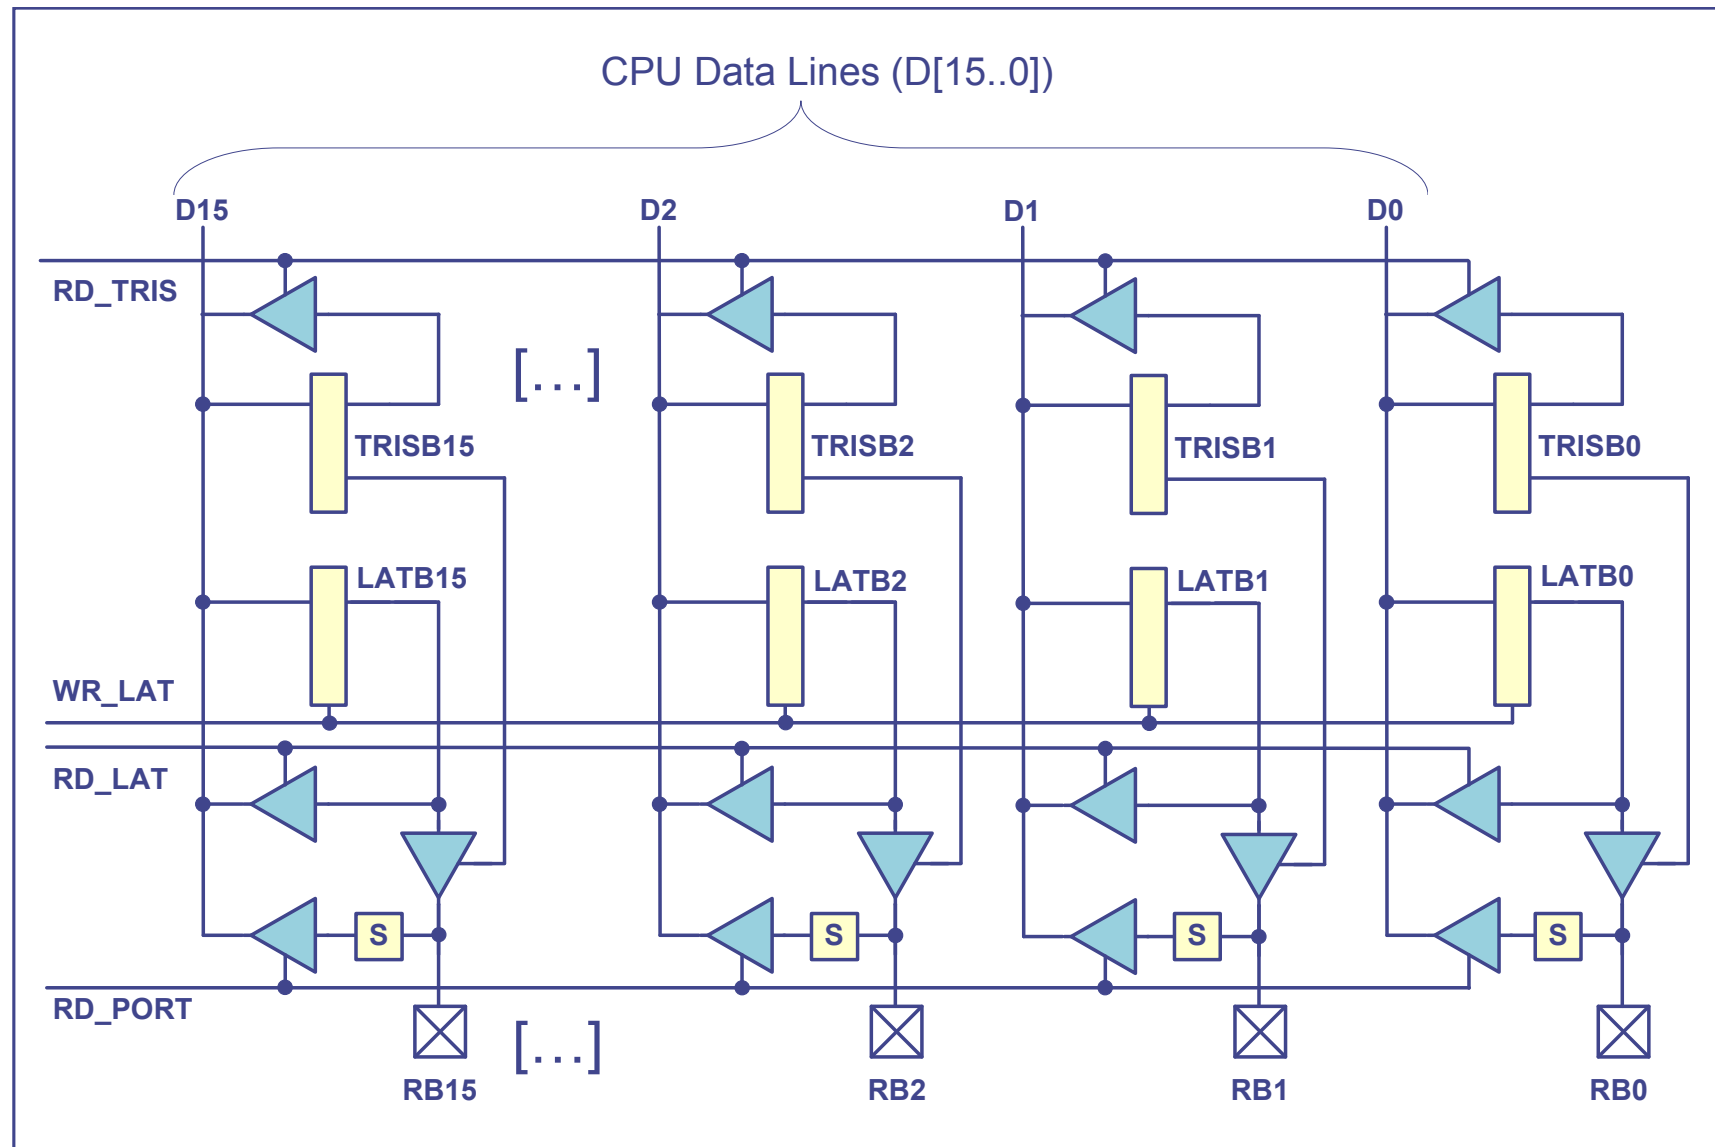 CPU Data Lines (D[15..0])
D15 D2 D1 D0
RD_TRIS
[...]
TRISB15 TRISB2 TRISB1 TRISB0
LATB15 LATB2 LATB1 LATB0
WR_LAT
RD_LAT
S S S S
RD_PORT
[...]
RB15 RB2 RB1 RB0